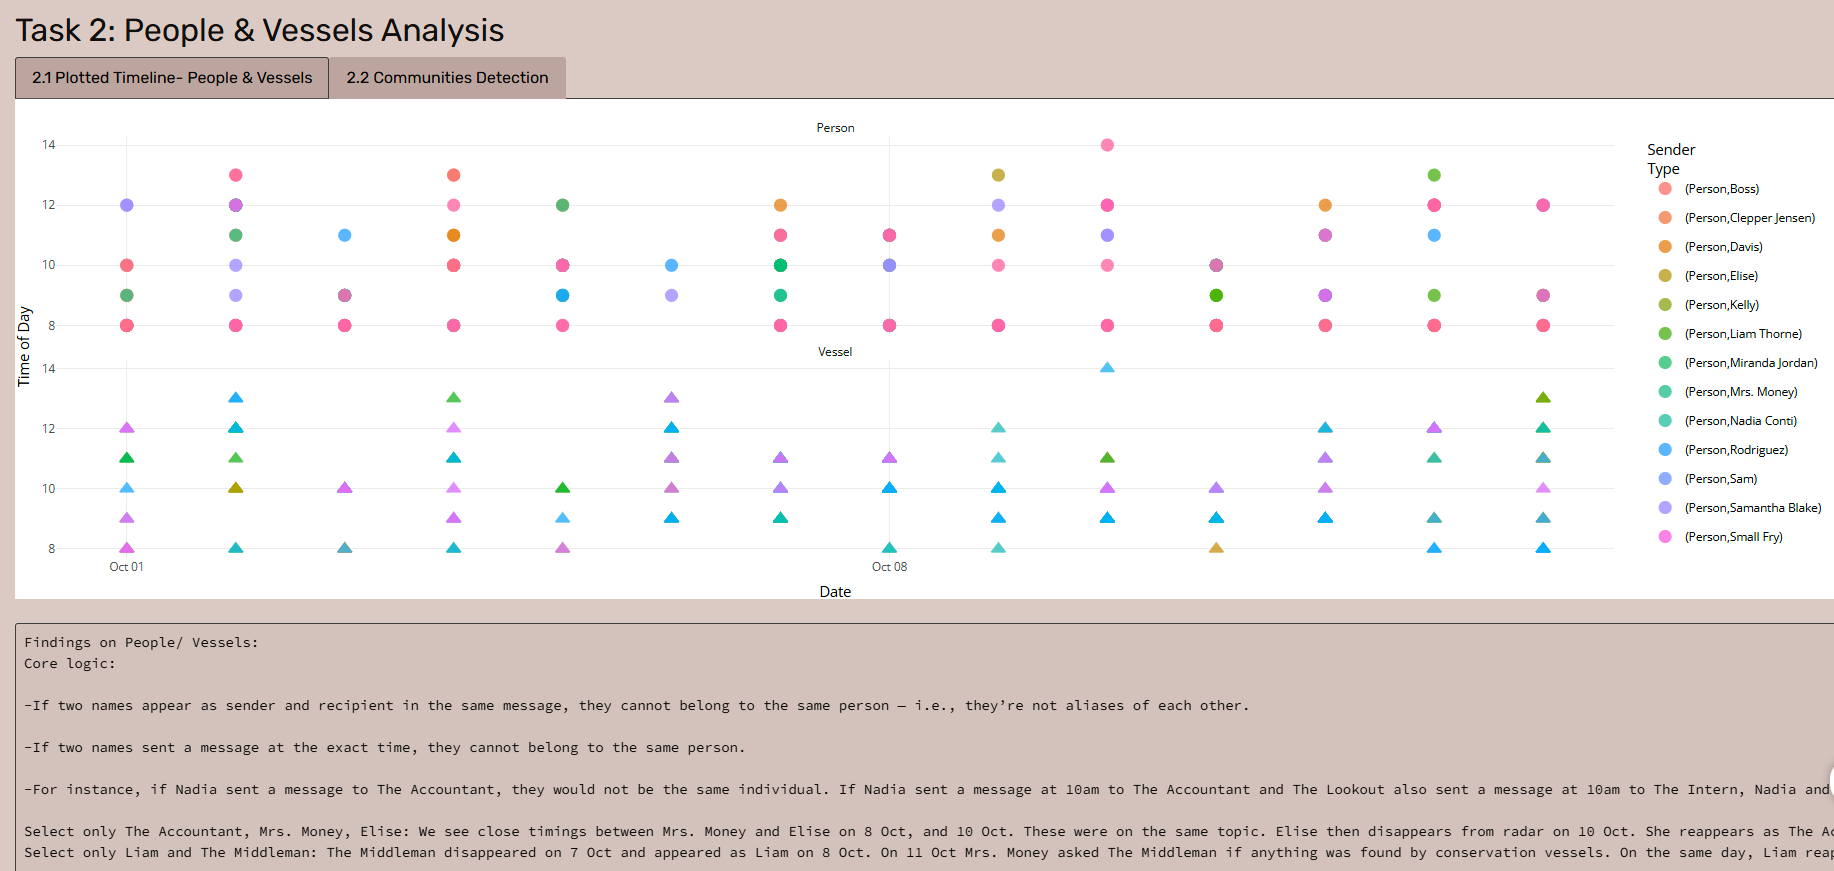 Task 2: People & Vessels Analysis
2.1 Plotted Timeline- People & Vessels
2.2 Communities Detection
Person
14
12
10
8
Time of Day
Vessel
14
12
10
8
Oct 01
Oct 08
Date
Sender
Type
(Person,Boss)
(Person,Clepper Jensen)
(Person,Davis)
(Person,Elise)
(Person,Kelly)
(Person,Liam Thorne)
(Person,Miranda Jordan)
(Person,Mrs. Money)
(Person,Nadia Conti)
(Person,Rodriguez)
(Person,Sam)
(Person,Samantha Blake)
(Person,Small Fry)
Findings on People/ Vessels:
Core logic:
-If two names appear as sender and recipient in the same message, they cannot belong to the same person — i.e., they’re not aliases of each other.
-If two names sent a message at the exact time, they cannot belong to the same person.
-For instance, if Nadia sent a message to The Accountant, they would not be the same individual. If Nadia sent a message at 10am to The Accountant and The Lookout also sent a message at 10am to The Intern, Nadia and
Select only The Accountant, Mrs. Money, Elise: We see close timings between Mrs. Money and Elise on 8 Oct, and 10 Oct. These were on the same topic. Elise then disappears from radar on 10 Oct. She reappears as The
Select only Liam and The Middleman: The Middleman disappeared on 7 Oct and appeared as Liam on 8 Oct. On 11 Oct Mrs. Money asked The Middleman if anything was found by conservation vessels. On the same day, Liam